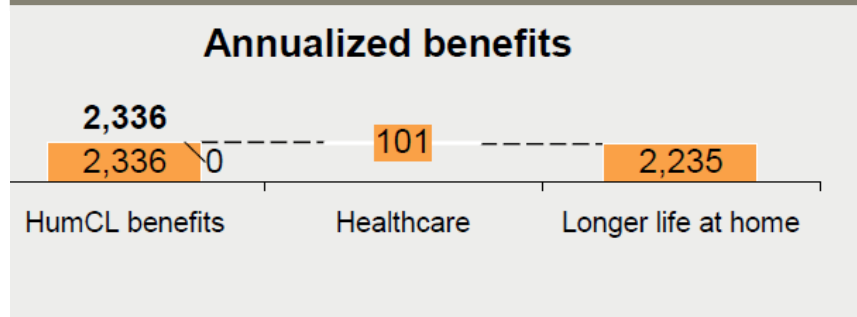 Annualized benefits
2,336
2,336
0
101
2,235
HumCL benefits
Healthcare
Longer life at home